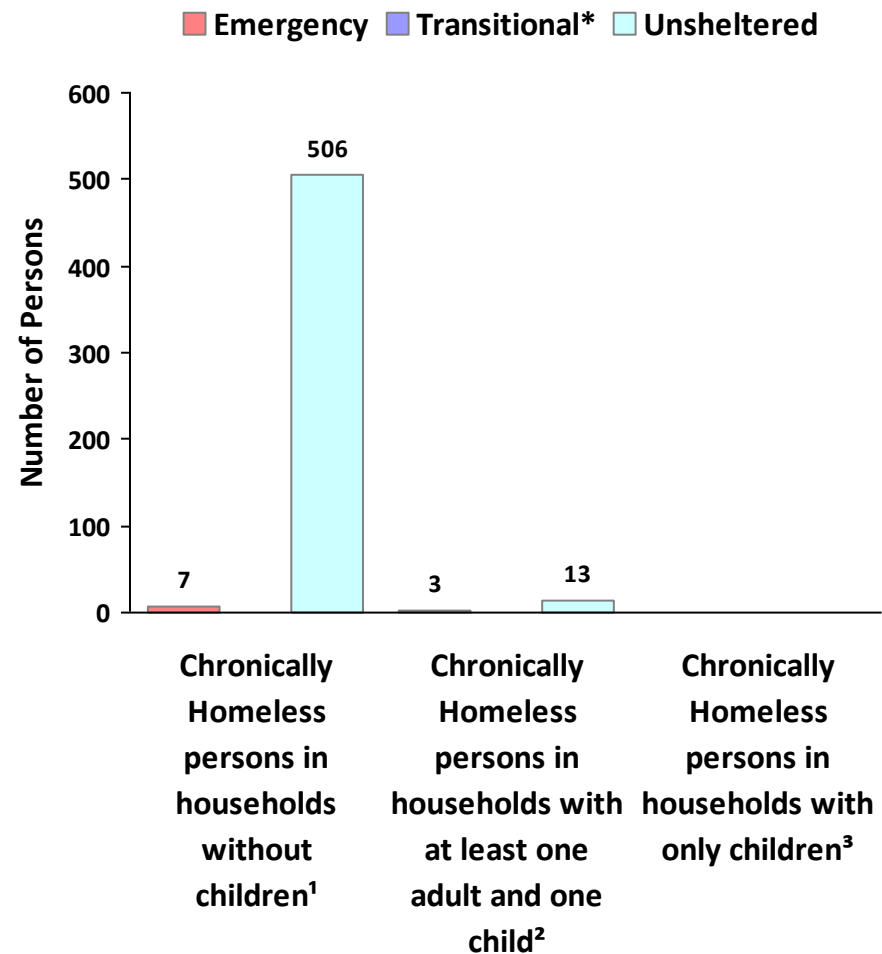 Emergency Transitional* Unsheltered
Number of Persons
600
500
400
300
200
100
0
506
7
3
13
Chronically
Homeless
persons in
households
without
children¹
Chronically
Homeless
persons in
households with
at least one
adult and one
child²
Chronically
Homeless
persons in
households with
only children³